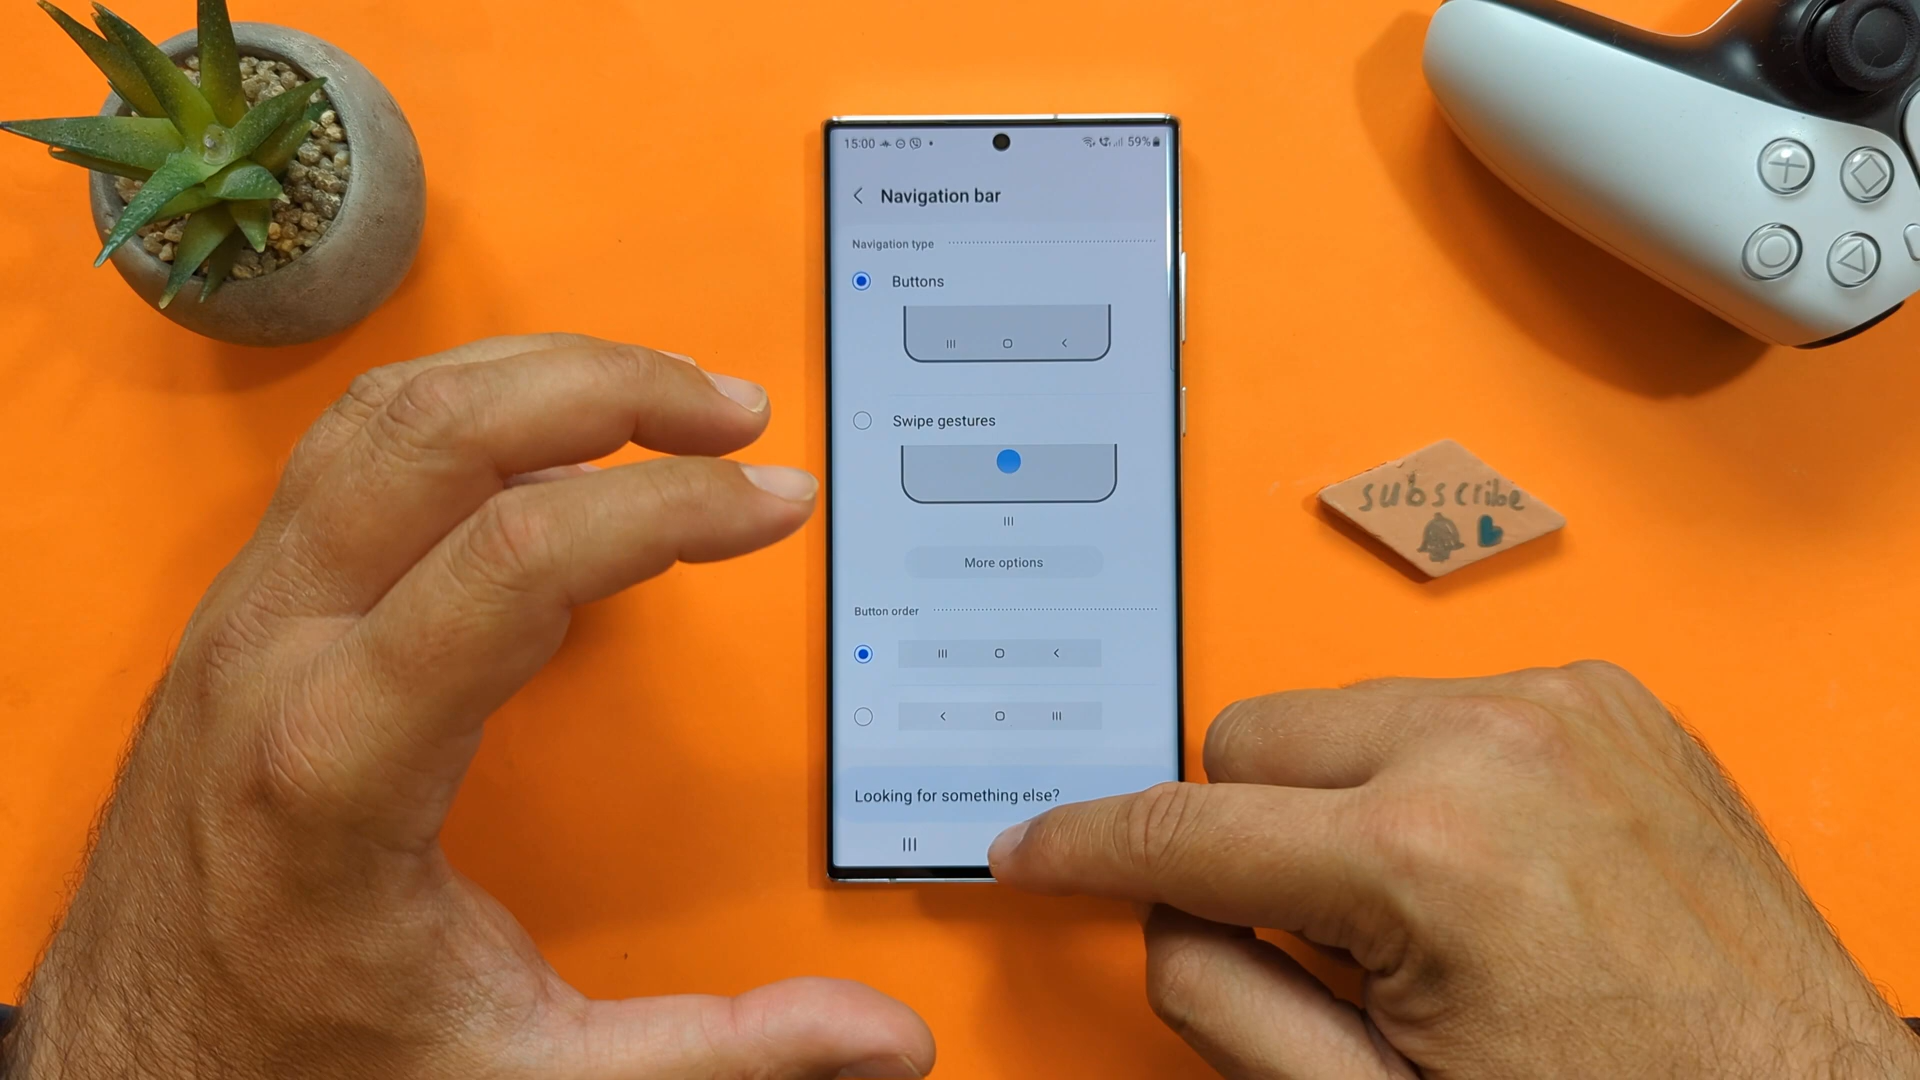 15:00
59%
Navigation bar
Navigation type
Buttons
Swipe gestures
More options
Button order
Looking for something else?
subscribe